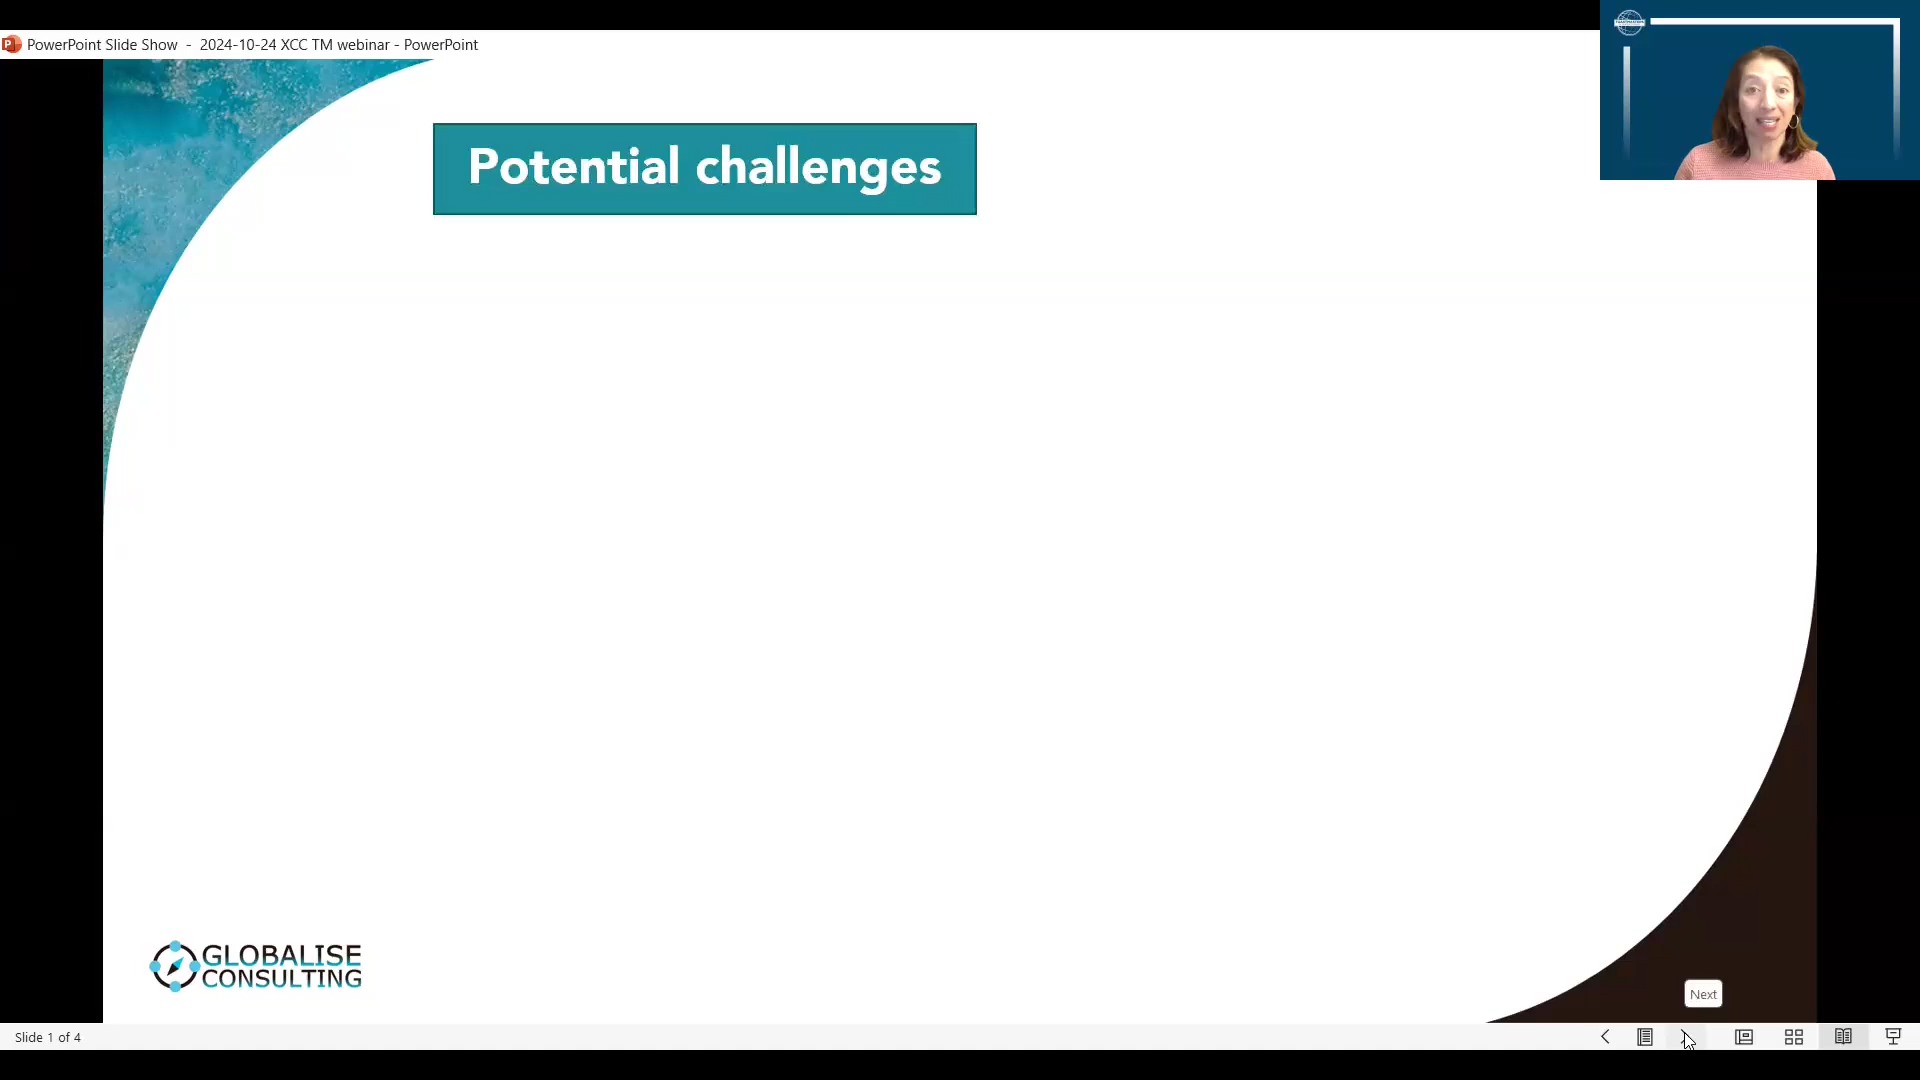 PowerPoint Slide Show - 2024-10-24 XCC TM webinar - PowerPoint
Potential challenges
GLOBALISE
CONSULTING
Next
Slide 1 of 4